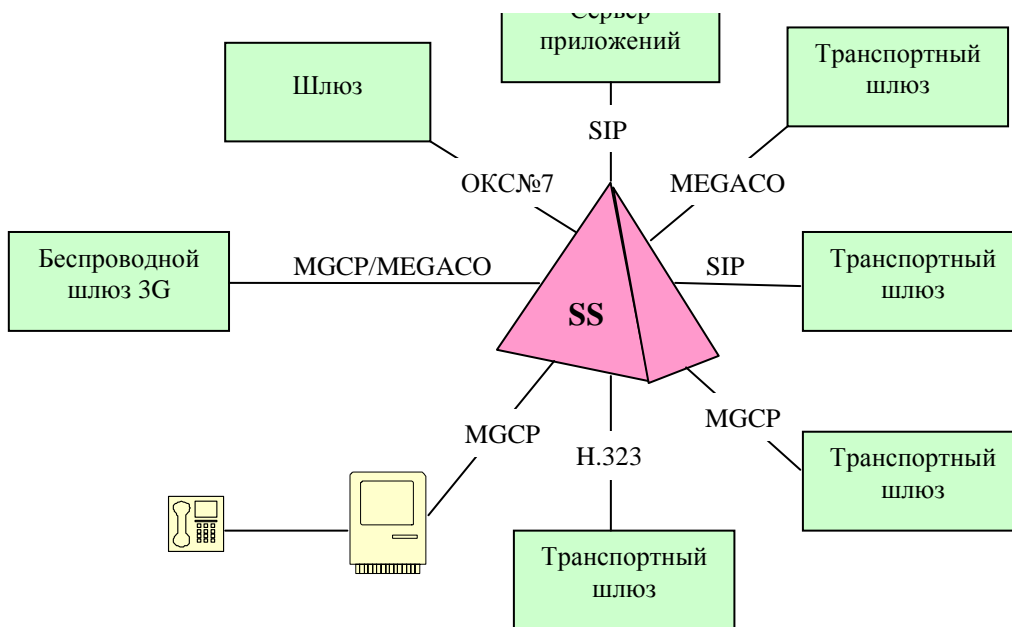 Сервер
приложений
Транспортный
шлюз
Шлюз
SIP
ОКС№7
MEGACO
Беспроводной
шлюз 3G
MGCP/MEGACO
SIP
Транспортный
шлюз
SS
MGCP
MGCP
H.323
Транспортный
шлюз
Транспортный
шлюз